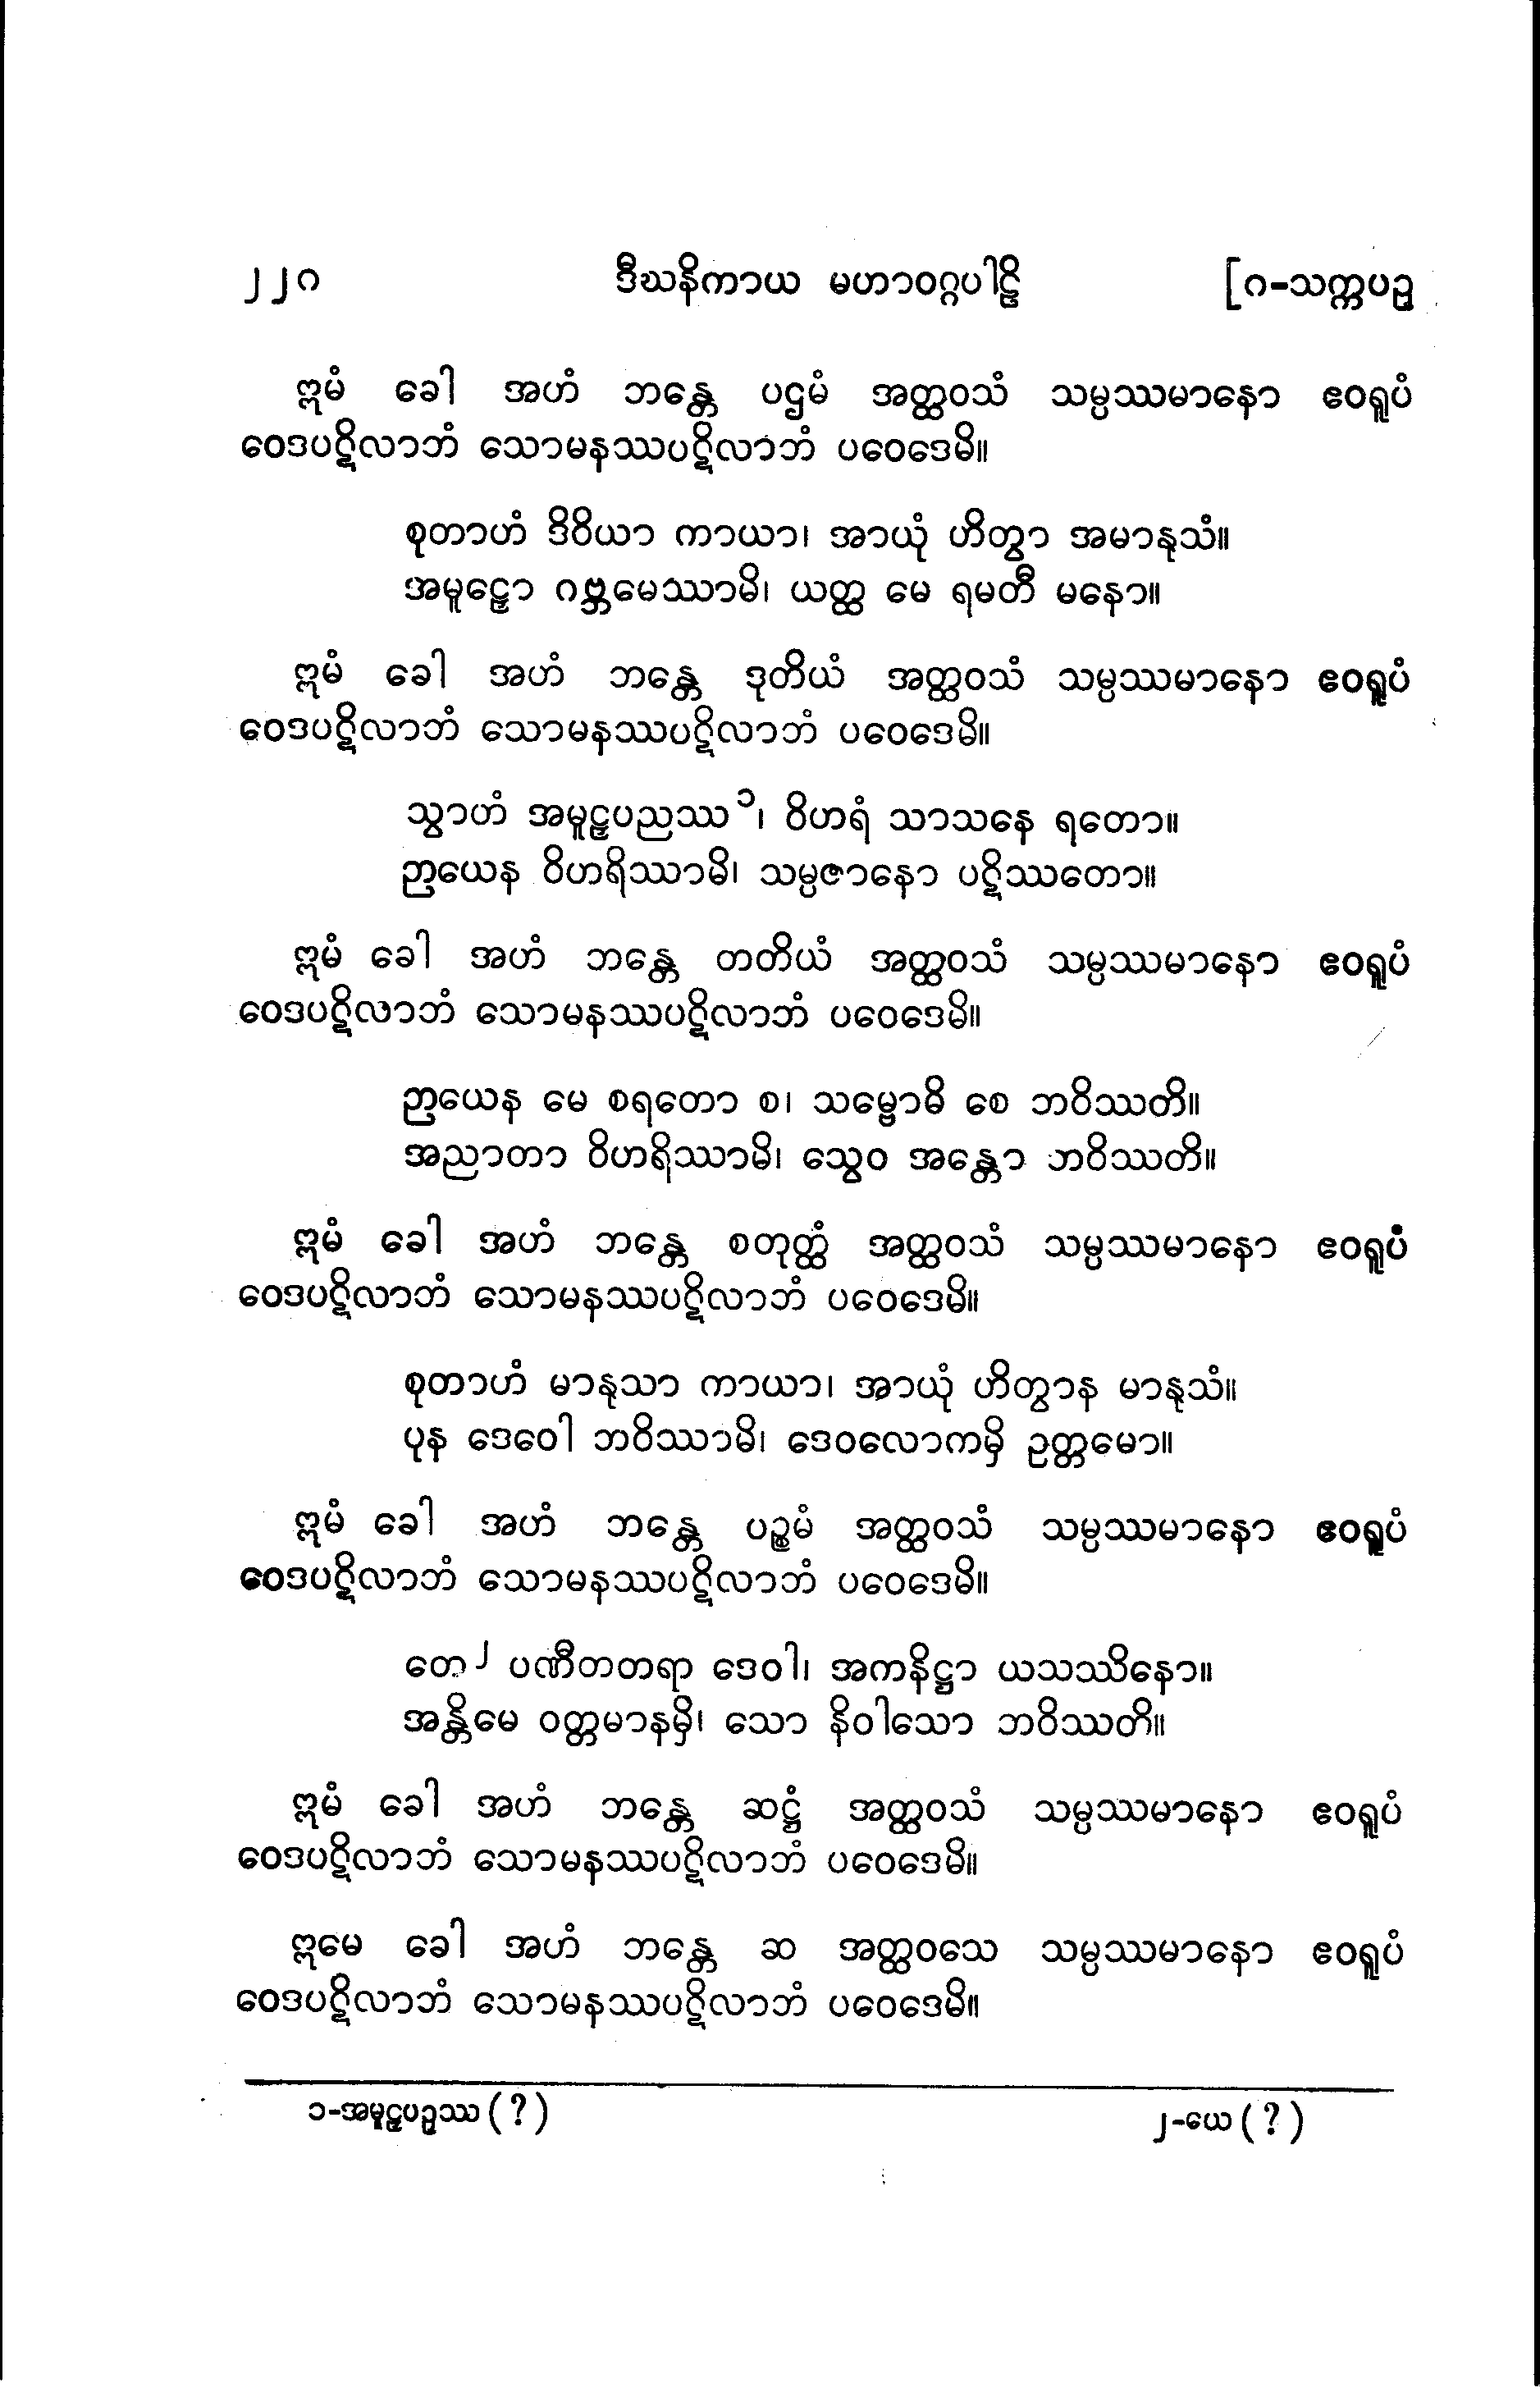 ၂၂၈ ဒီဃနိကာယ မဟာဝဂ္ဂပါဠိ [၈-သက္ကပဉှ
ဣမံ ခေါ အဟံ ဘန္တေ ပဌမံ အတ္ထဝသံ သမ္ပဿမာနော ဧဝရူပံ
ဝေဒပဋိလာဘံ သောမနဿပဋိလာဘံ ပဝေဒေမိ။
စုတာဟံ ဒိဝိယာ ကာယာ၊ အာယုံ ဟိတွာ အမာနုသံ။
အမူဠှော ဂဗ္ဘမေဿာမိ၊ ယတ္ထ မေ ရမတီ မနော။
ဣမံ ခေါ အဟံ ဘန္တေ ဒုတိယံ အတ္ထဝသံ သမ္ပဿမာနော ဧဝရူပံ
ဝေဒပဋိလာဘံ သောမနဿပဋိလာဘံ ပဝေဒေမိ။
သွာဟံ အမူဠှပညဿ ၁၊ ဝိဟရံ သာသနေ ရတော။
ဉာယေန ဝိဟရိဿာမိ၊ သမ္ပဇာနော ပဋိဿတော။
ဣမံ ခေါ အဟံ ဘန္တေ တတိယံ အတ္ထဝသံ သမ္ပဿမာနော ဧဝရူပံ
ဝေဒပဋိလာဘံ သောမနဿပဋိလာဘံ ပဝေဒေမိ။
ဉာယေန မေ စရတော စ၊ သမ္ဗောဓိ စေ ဘဝိဿတိ။
အညာတာ ဝိဟရိဿာမိ၊ သွေဝ အန္တော ဘဝိဿတိ။
ဣမံ ခေါ အဟံ ဘန္တေ စတုတ္ထံ အတ္ထဝသံ သမ္ပဿမာနော ဧဝရူပံ
ဝေဒပဋိလာဘံ သောမနဿပဋိလာဘံ ပဝေဒေမိ။
စုတာဟံ မာနုသာ ကာယာ၊ အာယုံ ဟိတွာန မာနုသံ။
ပုန ဒေဝေါ ဘဝိဿာမိ၊ ဒေဝလောကမှိ ဥတ္တမော။
ဣမံ ခေါ အဟံ ဘန္တေ ပဉ္စမံ အတ္ထဝသံ သမ္ပဿမာနော ဧဝရူပံ
ဝေဒပဋိလာဘံ သောမနဿပဋိလာဘံ ပဝေဒေမိ။
တေ ၂ ပဏီတတရာ ဒေဝါ၊ အကနိဋ္ဌာ ယသဿိနော။
အန္တိမေ ဝတ္တမာနမှိ၊ သော နိဝါသော ဘဝိဿတိ။
ဣမံ ခေါ အဟံ ဘန္တေ ဆဋ္ဌံ အတ္ထဝသံ သမ္ပဿမာနော ဧဝရူပံ
ဝေဒပဋိလာဘံ သောမနဿပဋိလာဘံ ပဝေဒေမိ။
ဣမေ ခေါ အဟံ ဘန္တေ ဆ အတ္ထဝသေ သမ္ပဿမာနော ဧဝရူပံ
ဝေဒပဋိလာဘံ သောမနဿပဋိလာဘံ ပဝေဒေမိ။
၁-အမူဠှပဉှဿ (?) ၂-ယေ (?)